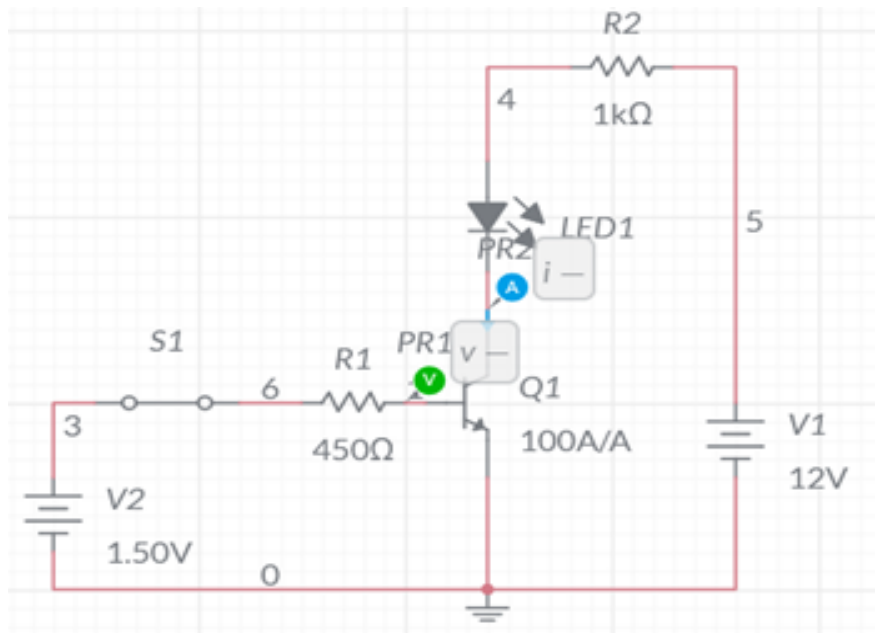 R2
4
1kΩ
5
LED1
PR2
i —
A
S1
R1
PR1
v —
V
Q1
6
3
450Ω
100A/A
V1
12V
V2
1.50V
0